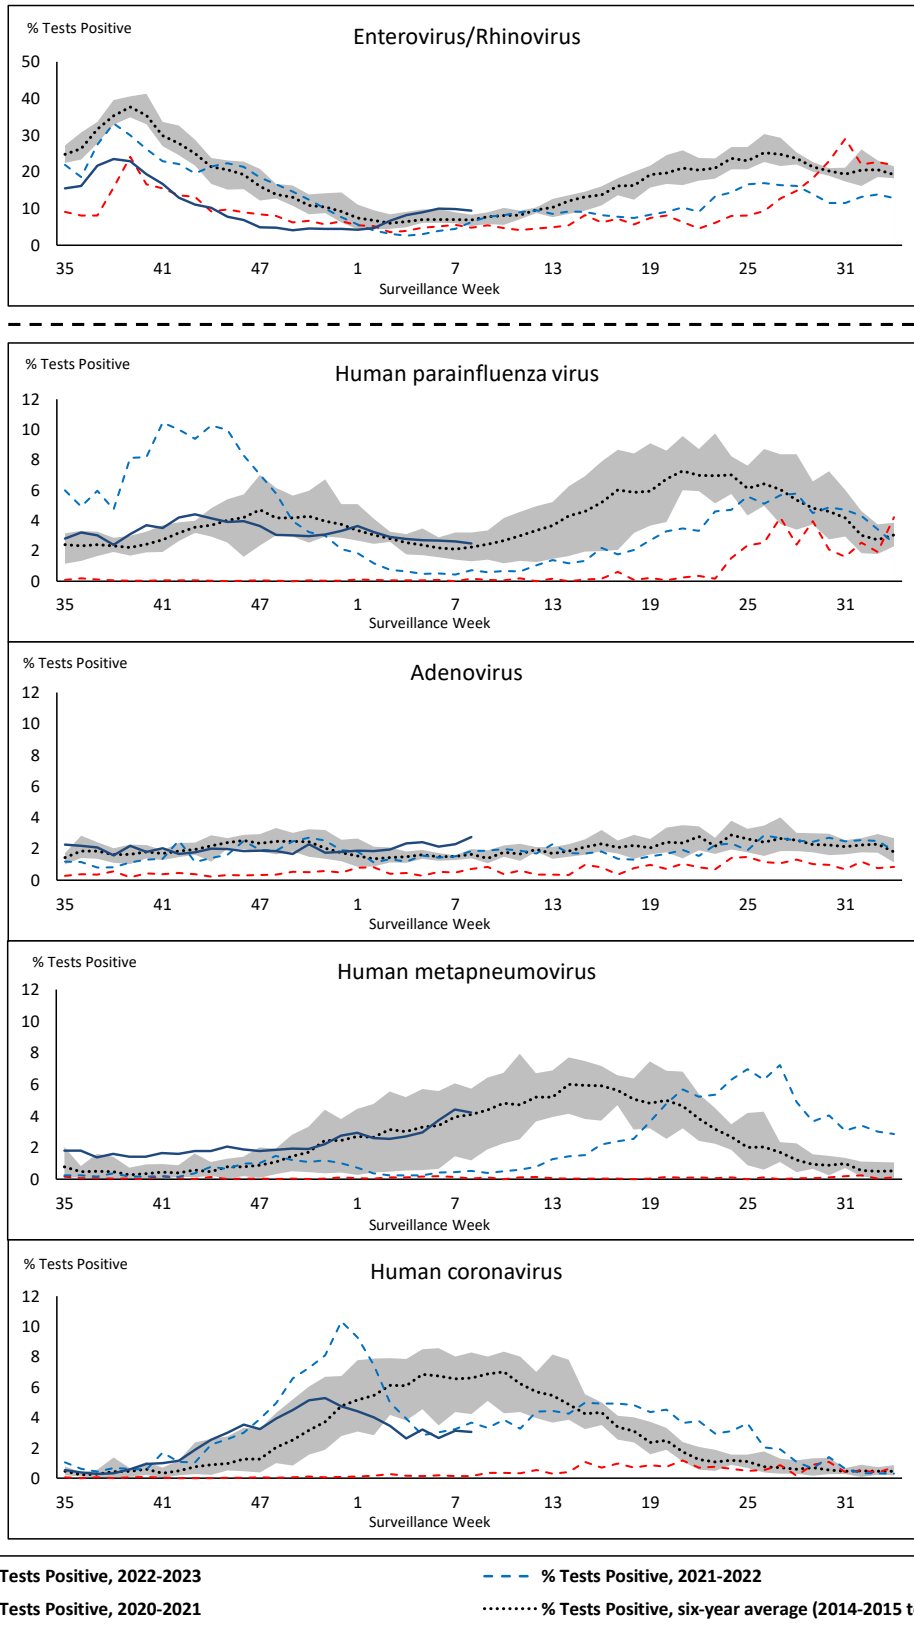 % Tests Positive
Enterovirus/Rhinovirus
50
40
30
20
10
0
35 41 47 1 7 13 19 25 31
Surveillance Week
% Tests Positive
Human parainfluenza virus
12
10
8
6
4
2
0
35 41 47 1 7 13 19 25 31
Surveillance Week
% Tests Positive
Adenovirus
12
10
8
6
4
2
0
35 41 47 1 7 13 19 25 31
% Tests Positive
Human metapneumovirus
12
10
8
6
4
2
0
35 41 47 1 7 13 19 25 31
Surveillance Week
% Tests Positive
Human coronavirus
12
10
8
6
4
2
0
35 41 47 1 7 13 19 25 31
Surveillance Week
Tests Positive, 2022-2023 % Tests Positive, 2021-2022
Tests Positive, 2020-2021 % Tests Positive, six-year average (2014-2015 t